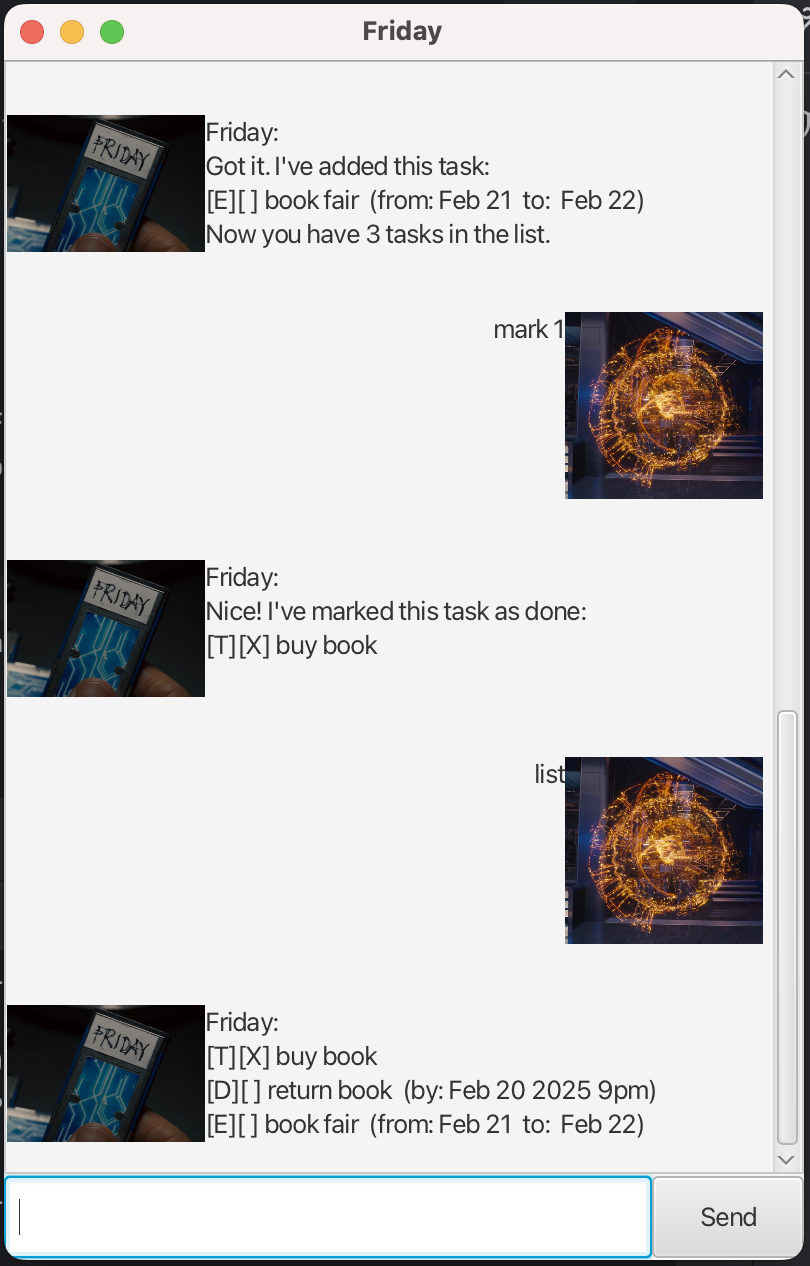 Friday
FRIDAY
Friday:
Got it. I've added this task:
[E][ ] book fair  (from: Feb 21  to:  Feb 22)
Now you have 3 tasks in the list.
mark 1
FRIDAY
Friday:
Nice! I've marked this task as done:
[T][X] buy book
list
FRIDAY
Friday:
[T][X] buy book
[D][ ] return book  (by: Feb 20 2025 9pm)
[E][ ] book fair  (from: Feb 21  to:  Feb 22)
Send